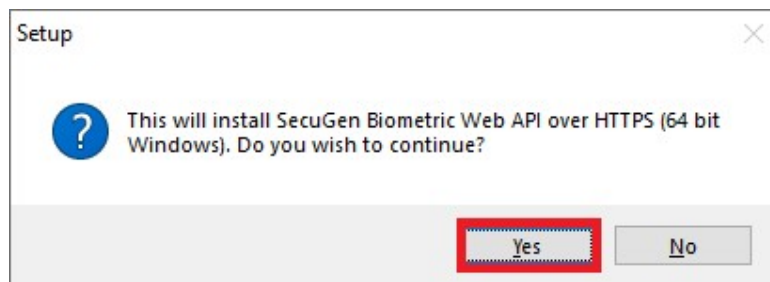 Setup
?
This will install SecuGen Biometric Web API over HTTPS (64 bit
Windows). Do you wish to continue?
Yes No